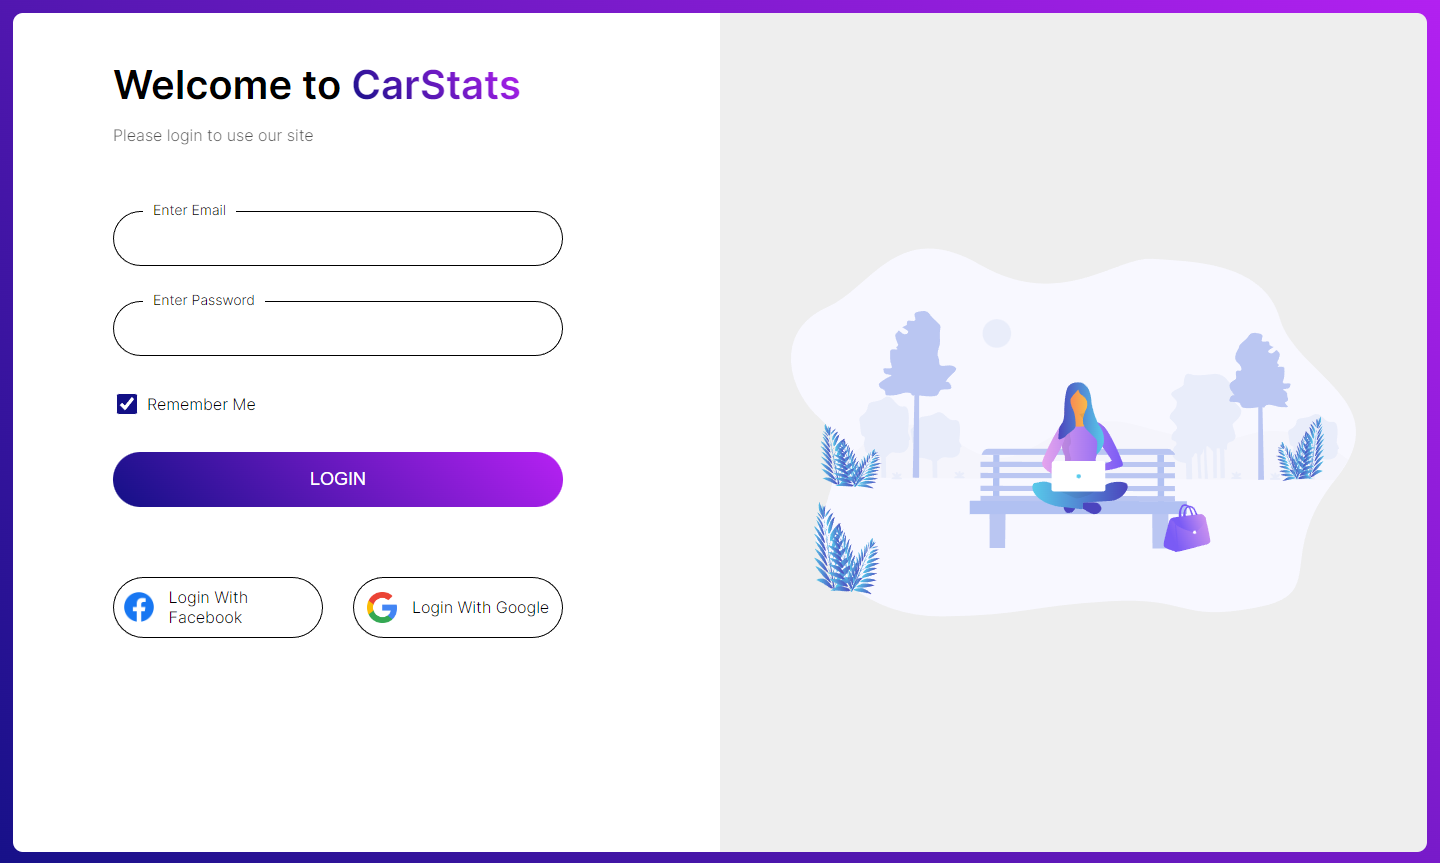 Welcome to CarStats
Please login to use our site
Enter Email
Enter Password
Remember Me
LOGIN
Login With
Facebook
Login With Google